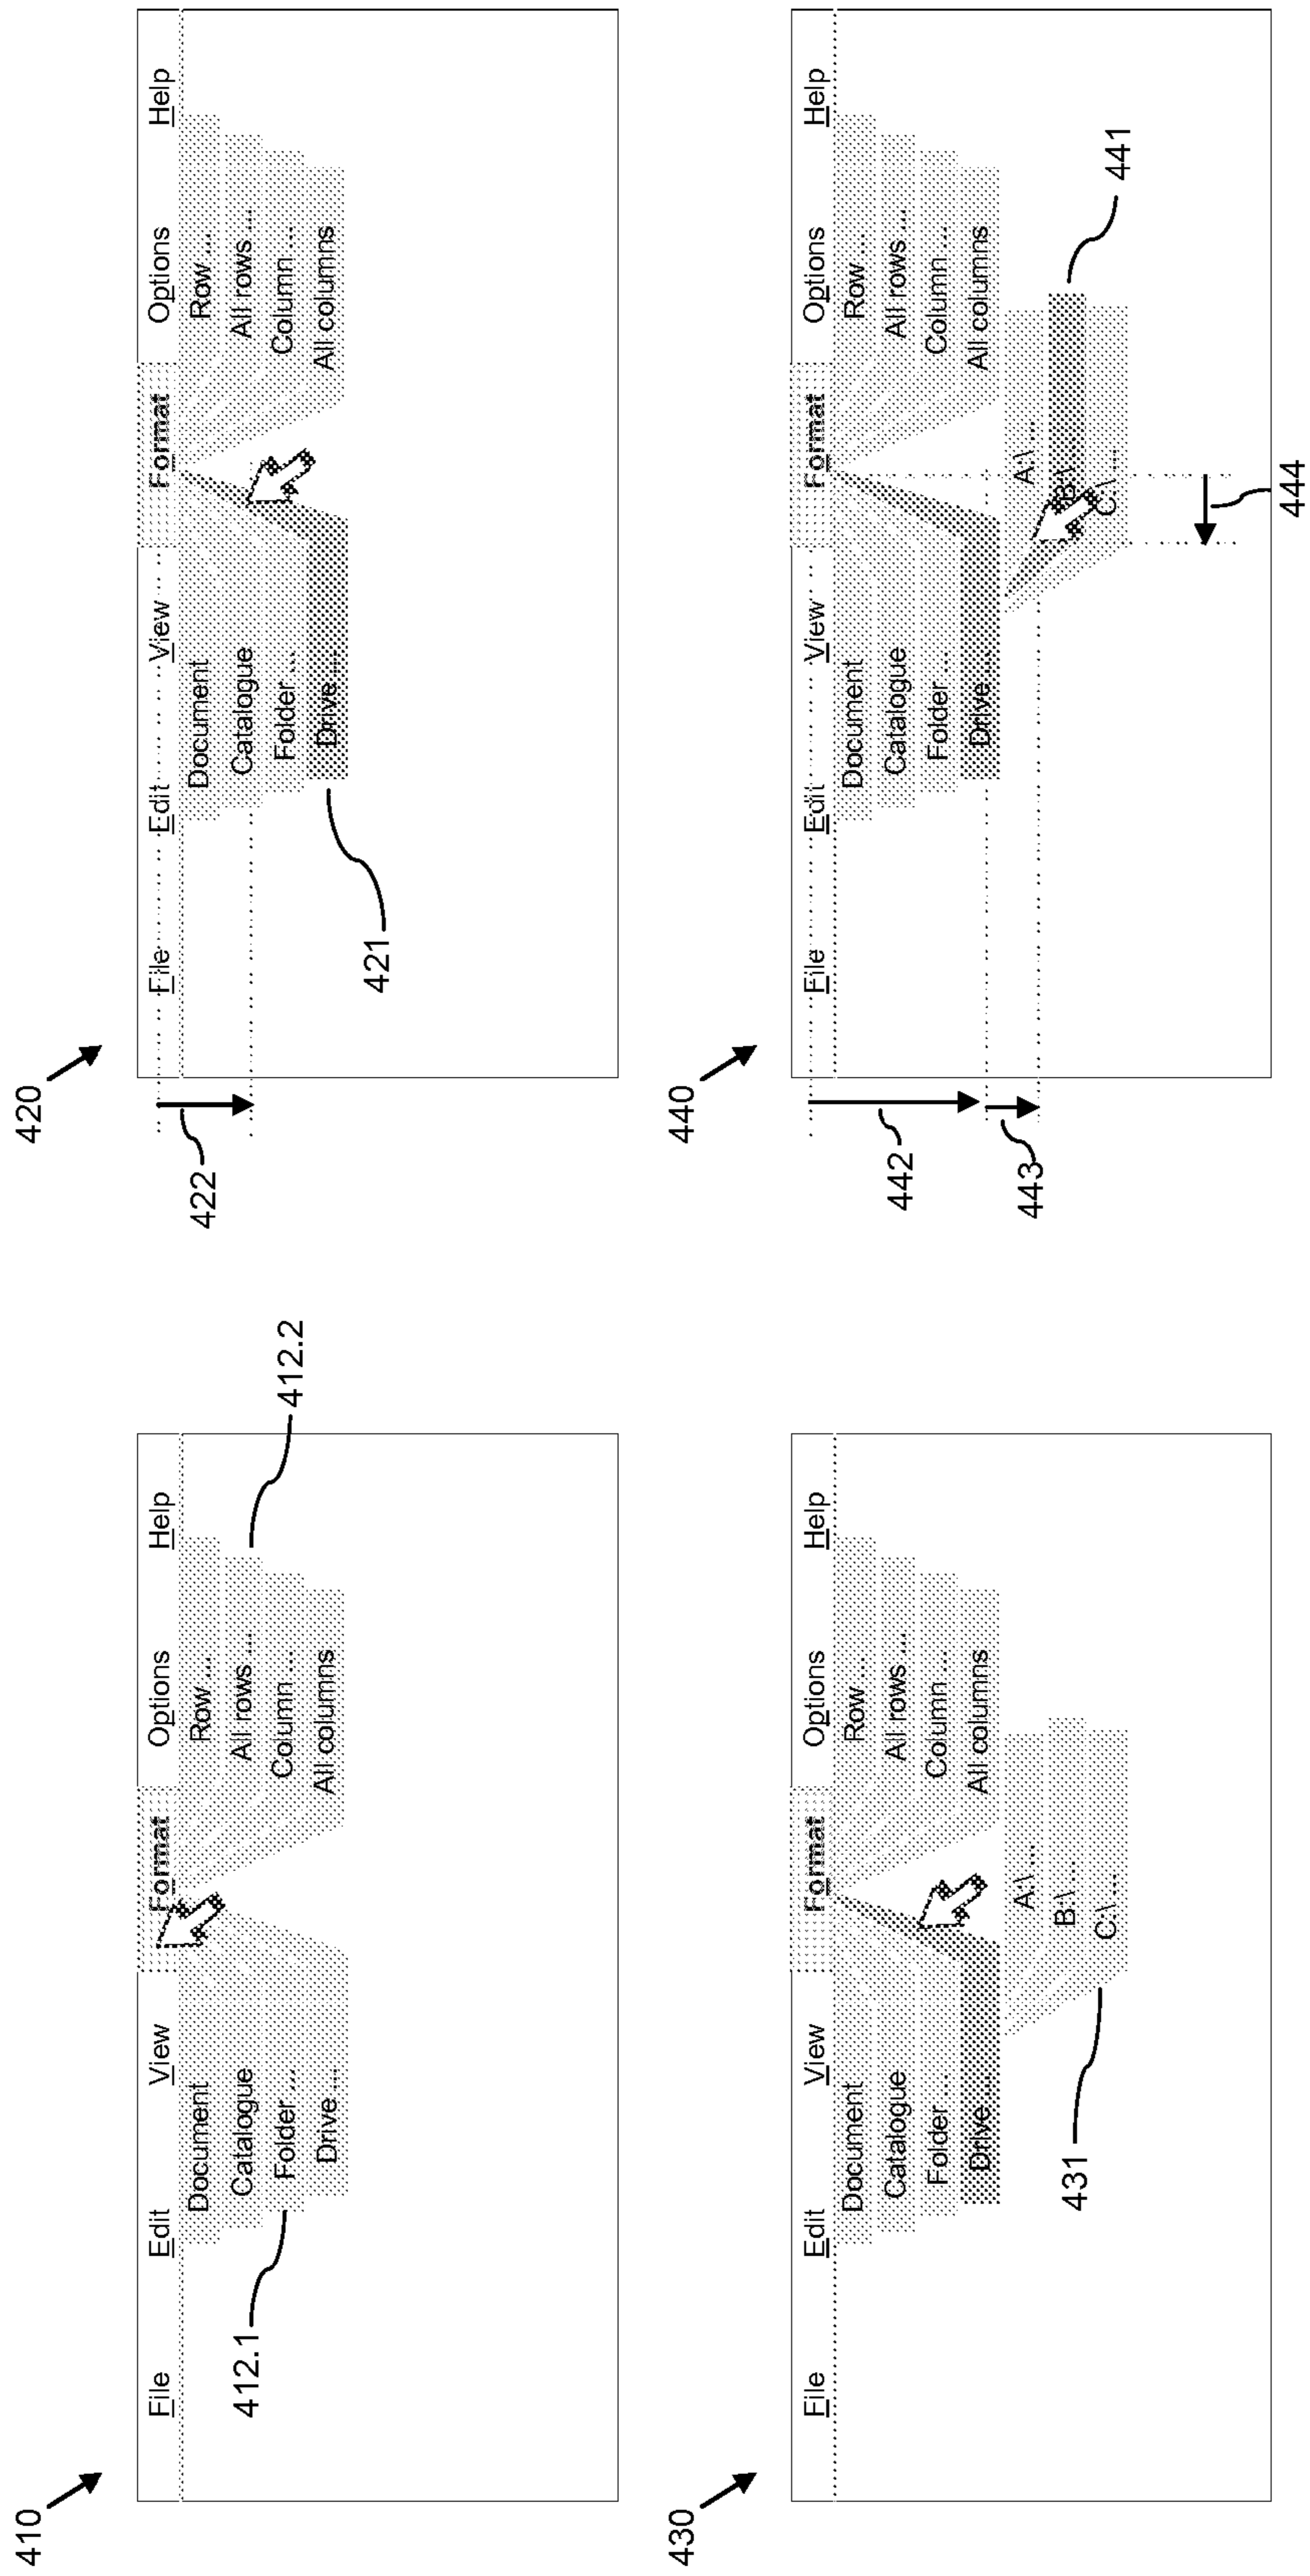 410
File Edit View Format Options Help
Document Row ...
Catalogue All rows ...
Folder ... Column ...
Drive ... All columns
412.1
412.2
420
File Edit View Format Options Help
Document Row ...
Catalogue All rows ...
Folder ... Column ...
Drive ... All columns
421
422
430
File Edit View Format Options Help
Document Row ...
Catalogue All rows ...
Folder ... Column ...
Drive ... All columns
A:\ ...
B:\ ...
C:\ ...
431
440
File Edit View Format Options Help
Document Row ...
Catalogue All rows ...
Folder ... Column ...
Drive ... All columns
A:\ ...
B:\ ...
C:\ ...
441
442
443
444